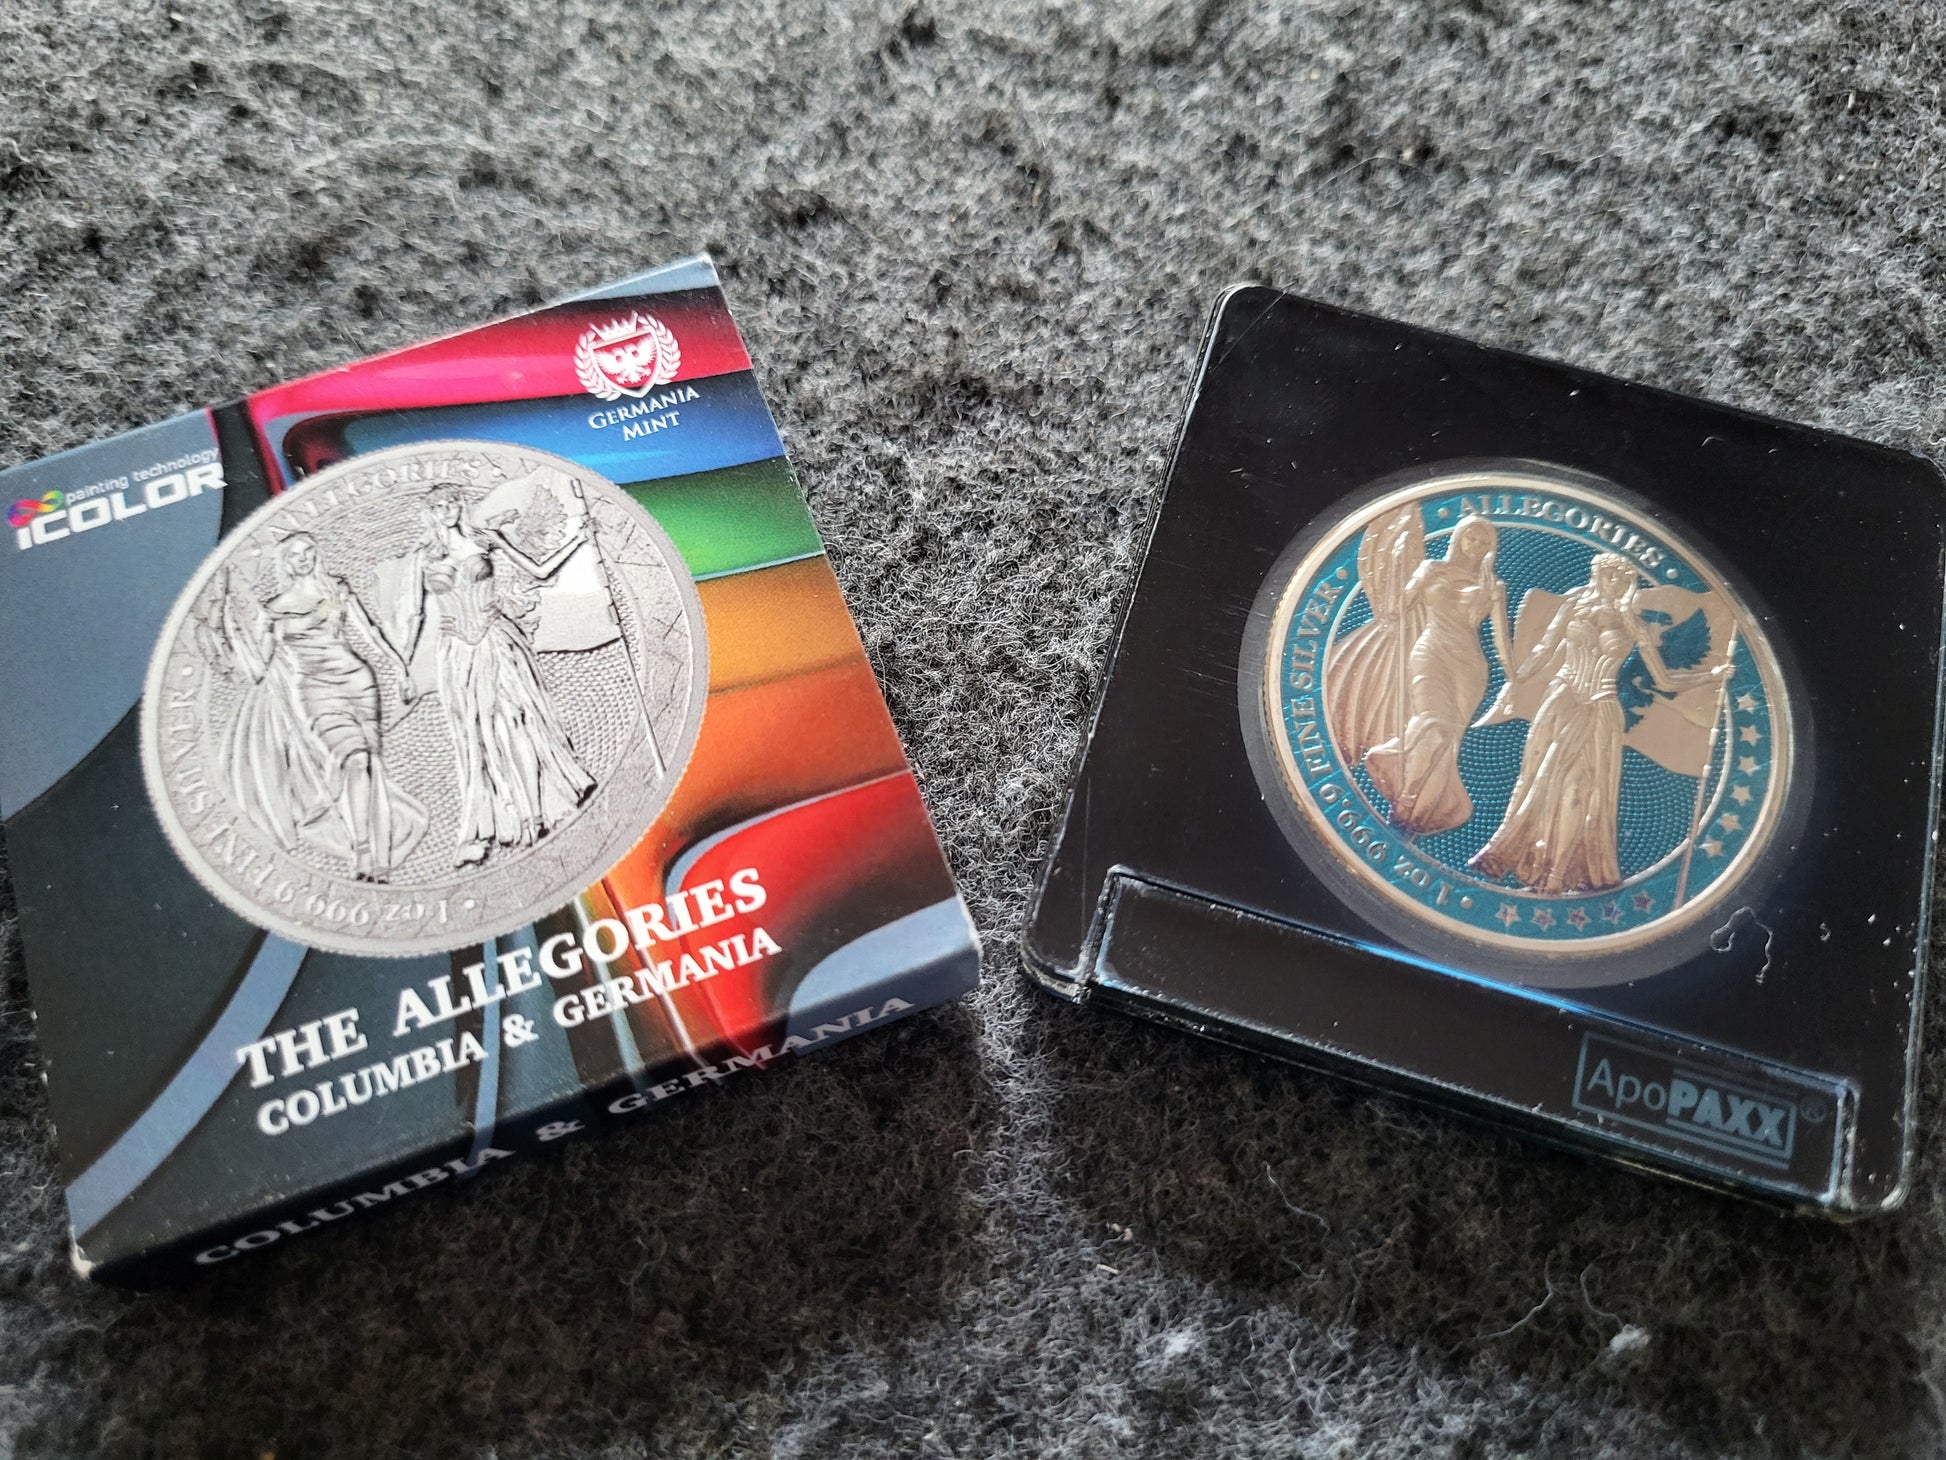 painting technology
iCOLOR
GERMANIA
MINT
ALLEGORIES •
SILVER •
999,9 FINE
1 oz
THE ALLEGORIES
COLUMBIA & GERMANIA
COLUMBIA & GERMANIA
• ALLEGORIES •
1 oz 999,9 FINE SILVER •
ApoPAXX®